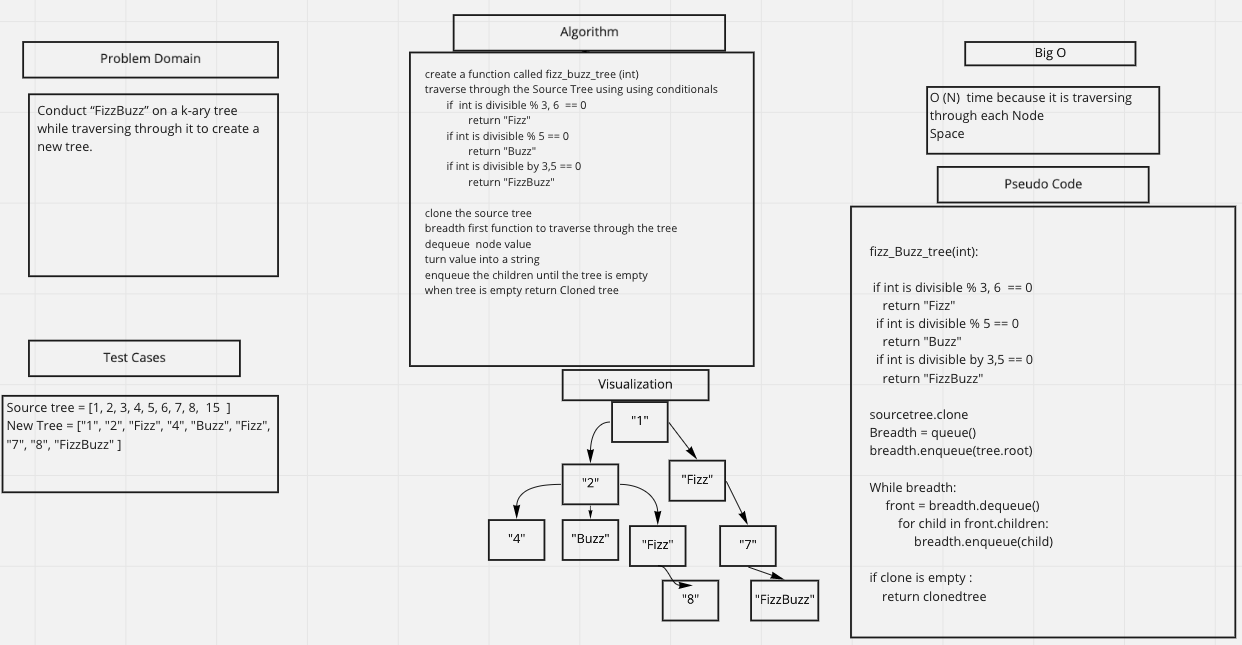 Problem Domain
Conduct “FizzBuzz” on a k-ary tree
while traversing through it to create a
new tree.
Test Cases
Source tree = [1, 2, 3, 4, 5, 6, 7, 8,  15  ]
New Tree = ["1", "2", "Fizz", "4", "Buzz", "Fizz",
"7", "8", "FizzBuzz" ]
Algorithm
create a function called fizz_buzz_tree (int)
traverse through the Source Tree using using conditionals
if  int is divisible % 3, 6  == 0
return "Fizz"
if int is divisible % 5 == 0
return "Buzz"
if int is divisible by 3,5 == 0
return "FizzBuzz"
clone the source tree
breadth first function to traverse through the tree
dequeue  node value
turn value into a string
enqueue the children until the tree is empty
when tree is empty return Cloned tree
Visualization
"1"
"2"
"Fizz"
"4"
"Buzz"
"Fizz"
"7"
"8"
"FizzBuzz"
Big O
O (N)  time because it is traversing
through each Node
Space
Pseudo Code
fizz_Buzz_tree(int):
if int is divisible % 3, 6  == 0
return "Fizz"
if int is divisible % 5 == 0
return "Buzz"
if int is divisible by 3,5 == 0
return "FizzBuzz"
sourcetree.clone
Breadth = queue()
breadth.enqueue(tree.root)
While breadth:
front = breadth.dequeue()
for child in front.children:
breadth.enqueue(child)
if clone is empty :
return clonedtree